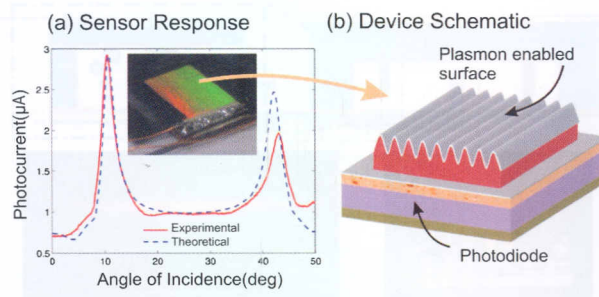 (a) Sensor Response
(b) Device Schematic
3
2.5
2
1.5
1
0.5
Photocurrent(µA)
Experimental
Theoretical
0 10 20 30 40 50
Angle of Incidence(deg)
Plasmon enabled
surface
Photodiode